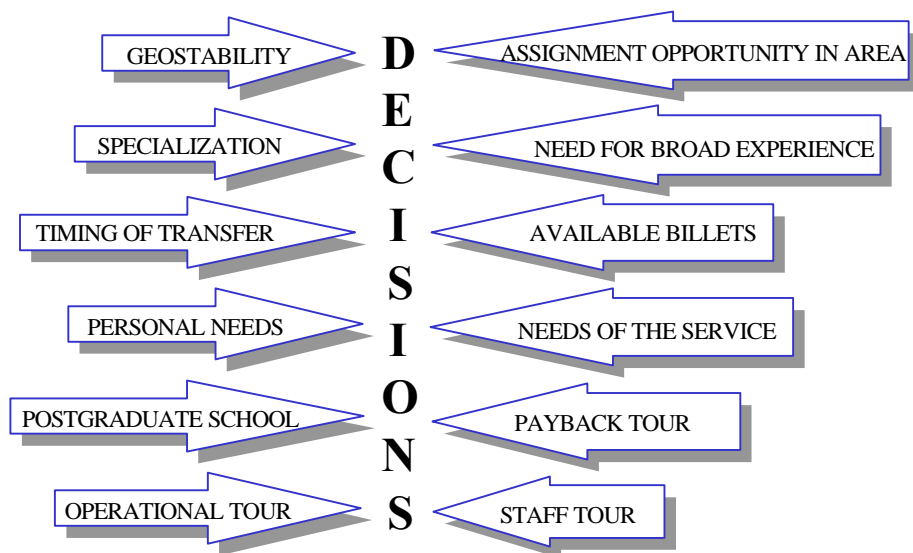 GEOSTABILITY
ASSIGNMENT OPPORTUNITY IN AREA
SPECIALIZATION
NEED FOR BROAD EXPERIENCE
TIMING OF TRANSFER
AVAILABLE BILLETS
PERSONAL NEEDS
NEEDS OF THE SERVICE
POSTGRADUATE SCHOOL
PAYBACK TOUR
OPERATIONAL TOUR
STAFF TOUR
DECISIONS